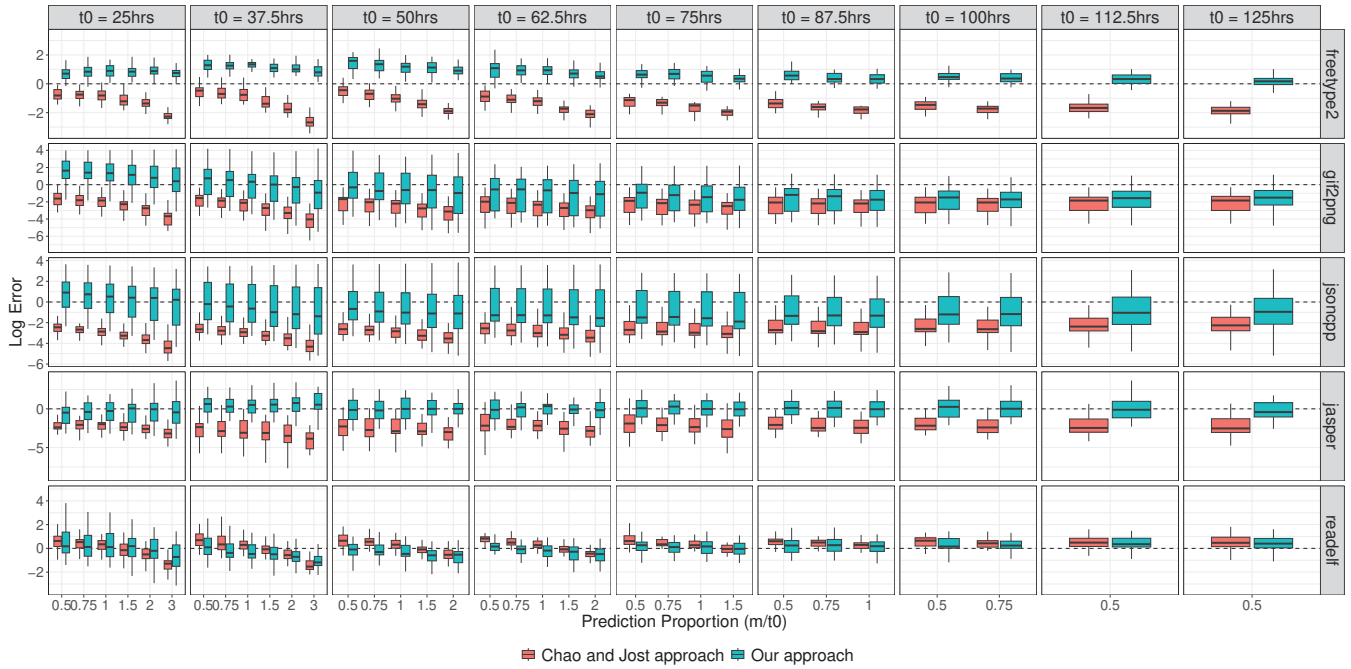 t0 = 25hrs t0 = 37.5hrs t0 = 50hrs t0 = 62.5hrs t0 = 75hrs t0 = 87.5hrs t0 = 100hrs t0 = 112.5hrs t0 = 125hrs
Log Error
2
0
−2
freetype2
4
2
0
−2
−4
−6
gif2png
4
2
0
−2
−4
−6
jsoncpp
0
−5
jasper
4
2
0
−2
readelf
0.5 0.75 1 1.5 2 3 0.5 0.75 1 1.5 2 3 0.5 0.75 1 1.5 2 0.5 0.75 1 1.5 2 0.5 0.75 1 1.5 0.5 0.75 1 0.5 0.75 0.5 0.5
Prediction Proportion (m/t0)
Chao and Jost approach Our approach